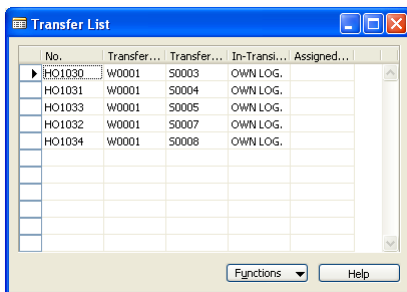 Transfer List
No. Transfer... Transfer... In-Transi... Assigned...
HO1030 W0001 S0003 OWN LOG.
HO1031 W0001 S0004 OWN LOG.
HO1033 W0001 S0005 OWN LOG.
HO1032 W0001 S0007 OWN LOG.
HO1034 W0001 S0008 OWN LOG.
Functions Help